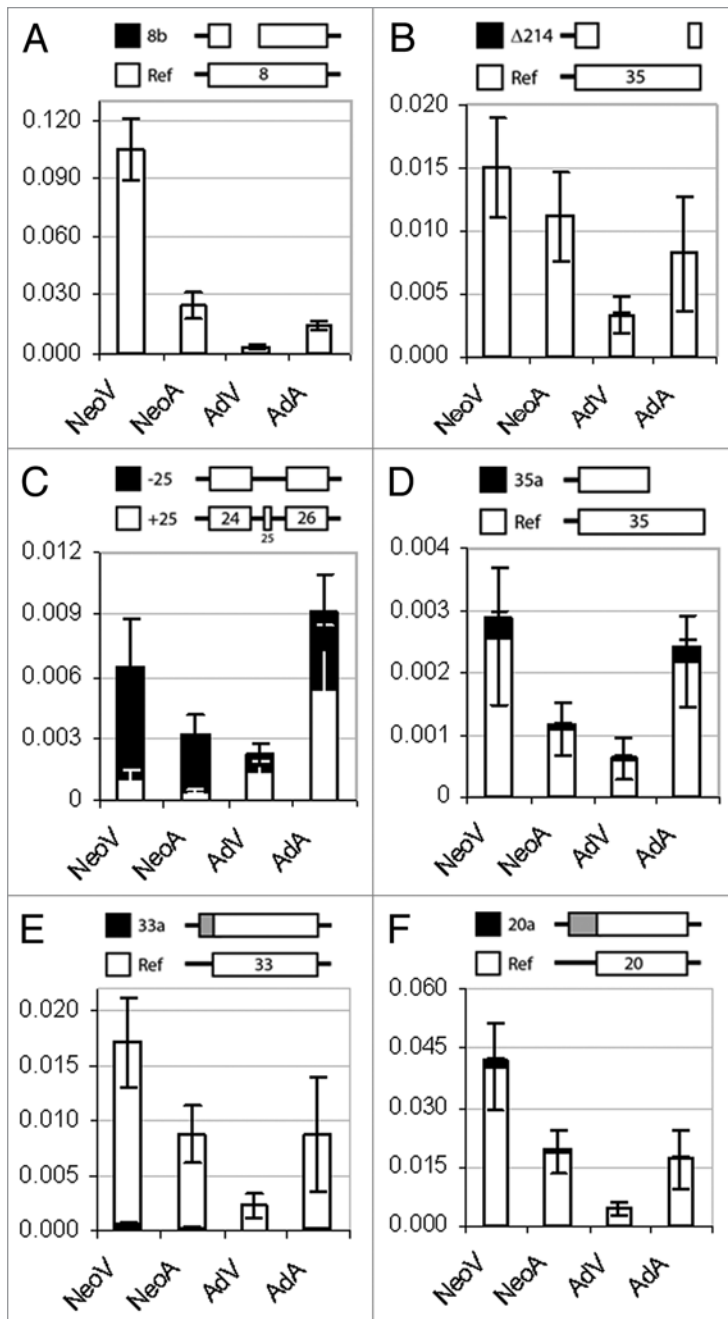 A
8b
Ref
8
0.120
0.090
0.060
0.030
0.000
NeoV
NeoA
AdV
AdA
B
Δ214
Ref
35
0.020
0.015
0.010
0.005
0.000
NeoV
NeoA
AdV
AdA
C
-25
+25
24
26
25
0.012
0.009
0.006
0.003
0
NeoV
NeoA
AdV
AdA
D
35a
Ref
35
0.004
0.003
0.002
0.001
0
NeoV
NeoA
AdV
AdA
E
33a
Ref
33
0.020
0.015
0.010
0.005
0.000
NeoV
NeoA
AdV
AdA
F
20a
Ref
20
0.060
0.045
0.030
0.015
0.000
NeoV
NeoA
AdV
AdA